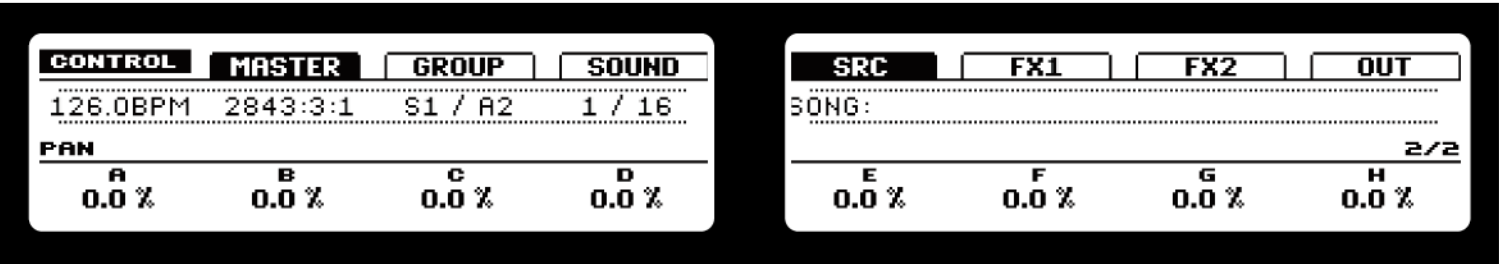 CONTROL MASTER GROUP SOUND
126.0BPM 2843:3:1 S1 / A2 1 / 16
PAN
A B C D
0.0 % 0.0 % 0.0 % 0.0 %
SRC FX1 FX2 OUT
SONG:
2/2
E F G H
0.0 % 0.0 % 0.0 % 0.0 %